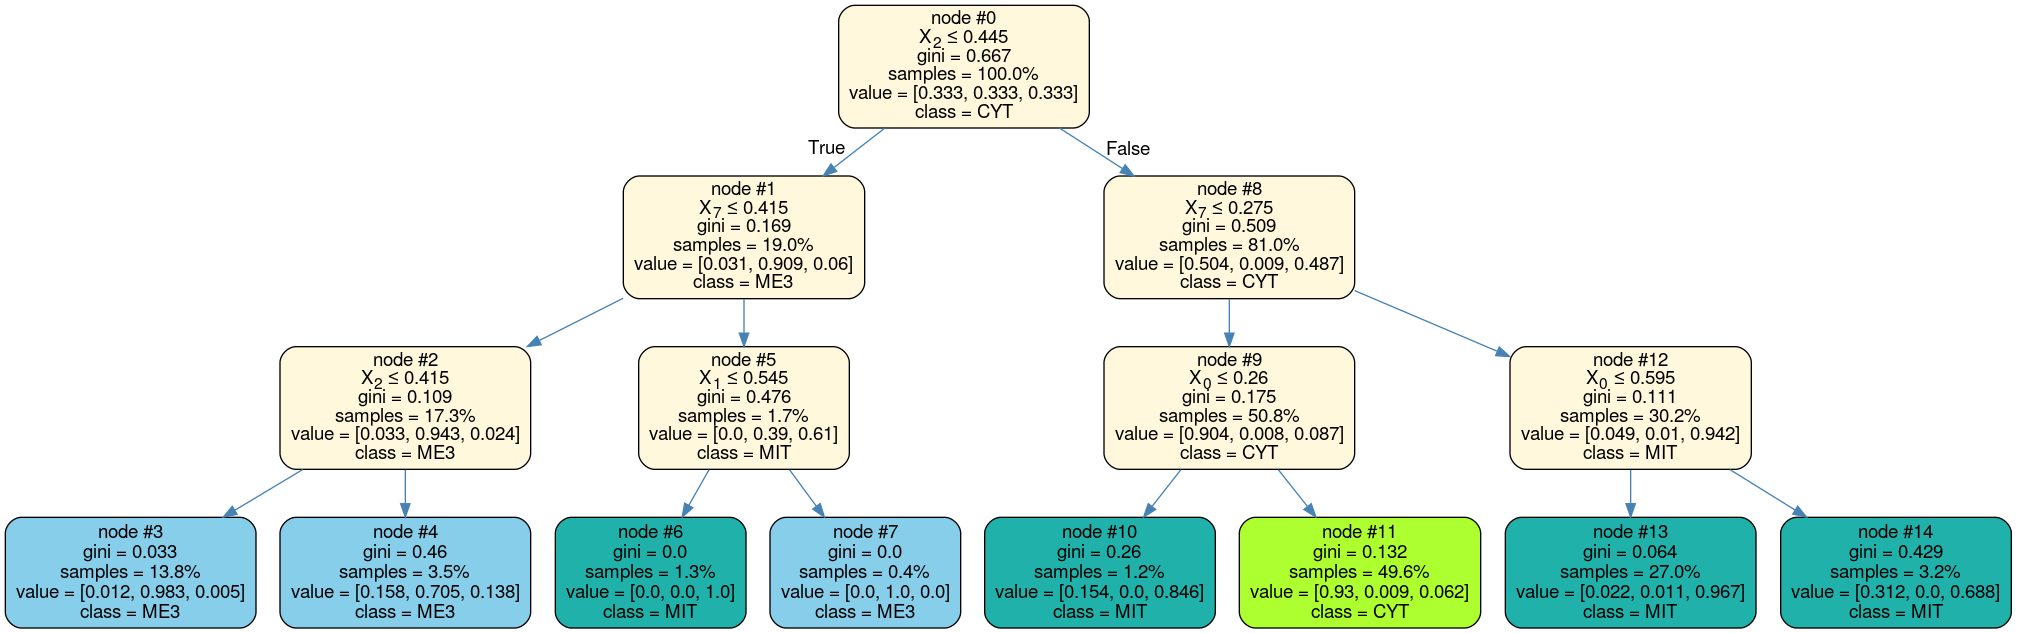 node #0
X2 ≤ 0.445
gini = 0.667
samples = 100.0%
value = [0.333, 0.333, 0.333]
class = CYT
True
False
node #1
X7 ≤ 0.415
gini = 0.169
samples = 19.0%
value = [0.031, 0.909, 0.06]
class = ME3
node #8
X7 ≤ 0.275
gini = 0.509
samples = 81.0%
value = [0.504, 0.009, 0.487]
class = CYT
node #2
X2 ≤ 0.415
gini = 0.109
samples = 17.3%
value = [0.033, 0.943, 0.024]
class = ME3
node #5
X1 ≤ 0.545
gini = 0.476
samples = 1.7%
value = [0.0, 0.39, 0.61]
class = MIT
node #9
X0 ≤ 0.26
gini = 0.175
samples = 50.8%
value = [0.904, 0.008, 0.087]
class = CYT
node #12
X0 ≤ 0.595
gini = 0.111
samples = 30.2%
value = [0.049, 0.01, 0.942]
class = MIT
node #3
gini = 0.033
samples = 13.8%
value = [0.012, 0.983, 0.005]
class = ME3
node #4
gini = 0.46
samples = 3.5%
value = [0.158, 0.705, 0.138]
class = ME3
node #6
gini = 0.0
samples = 1.3%
value = [0.0, 0.0, 1.0]
class = MIT
node #7
gini = 0.0
samples = 0.4%
value = [0.0, 1.0, 0.0]
class = ME3
node #10
gini = 0.26
samples = 1.2%
value = [0.154, 0.0, 0.846]
class = MIT
node #11
gini = 0.132
samples = 49.6%
value = [0.93, 0.009, 0.062]
class = CYT
node #13
gini = 0.064
samples = 27.0%
value = [0.022, 0.011, 0.967]
class = MIT
node #14
gini = 0.429
samples = 3.2%
value = [0.312, 0.0, 0.688]
class = MIT